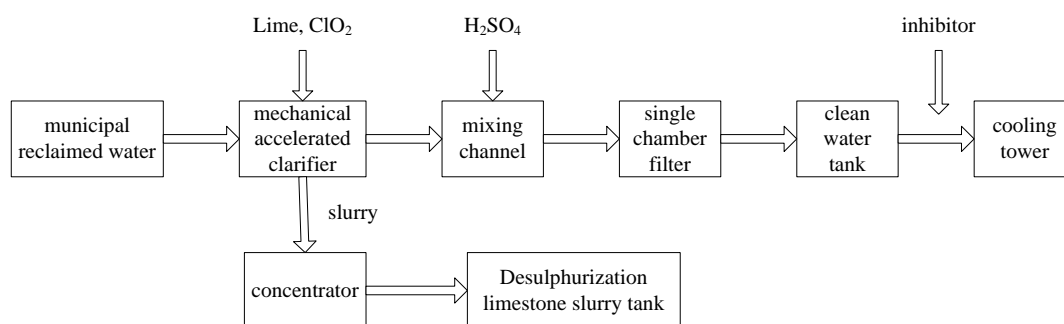 Lime, ClO₂
H₂SO₄
inhibitor
municipal
reclaimed water
mechanical
accelerated
clarifier
mixing
channel
single
chamber
filter
clean
water
tank
cooling
tower
slurry
concentrator
Desulphurization
limestone slurry tank